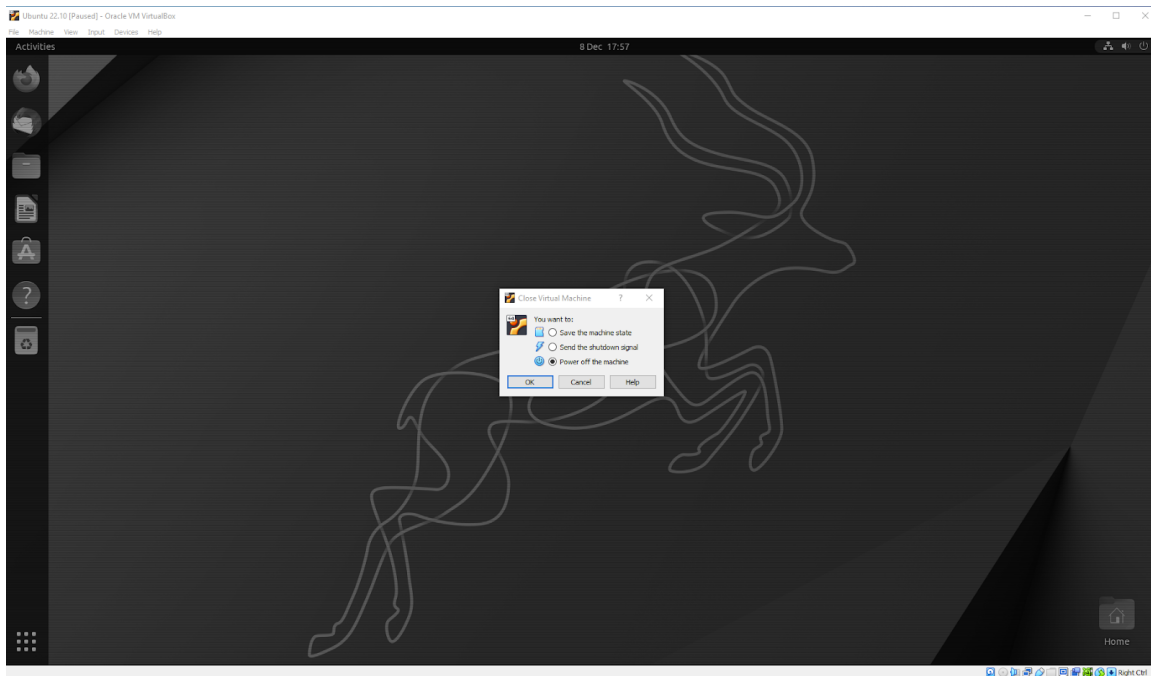 Ubuntu 22.10 [Paused] - Oracle VM VirtualBox
File Machine View Input Devices Help
Activities
8 Dec 17:57
Close Virtual Machine ?
You want to:
Save the machine state
Send the shutdown signal
Power off the machine
OK Cancel Help
Home
Right Ctrl